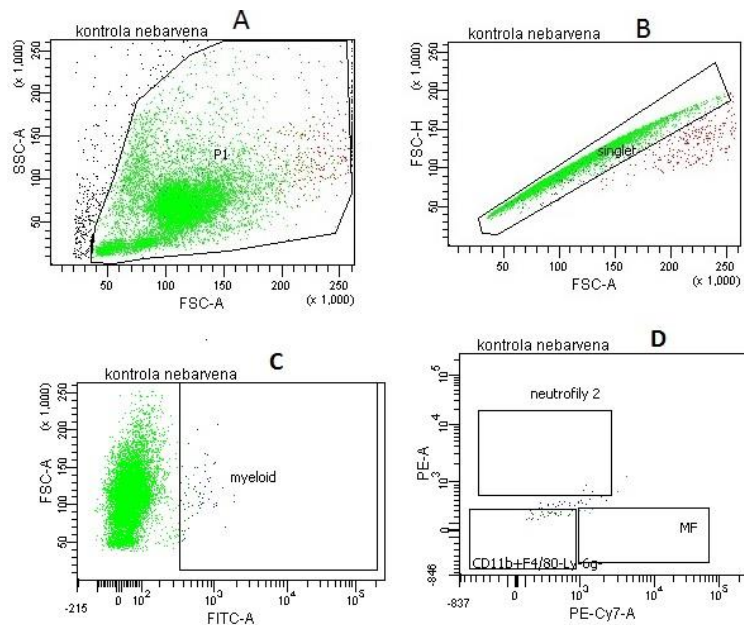 A
kontrola nebarvena
SSC-A
(x 1,000)
250
200
150
100
50
P1
50 100 150 200 250
FSC-A
(x 1,000)
B
kontrola nebarvena
FSC-H
(x 1,000)
250
200
150
100
50
singlet
50 100 150 200 250
FSC-A
(x 1,000)
C
kontrola nebarvena
FSC-A
(x 1,000)
250
200
150
100
50
myeloid
-215 0 10^2 10^3 10^4 10^5
FITC-A
D
kontrola nebarvena
PE-A
10^5
10^4
10^3
0
-846
neutrofily 2
MF
CD11b+F4/80-Ly-6g-
-837 0 10^3 10^4 10^5
PE-Cy7-A